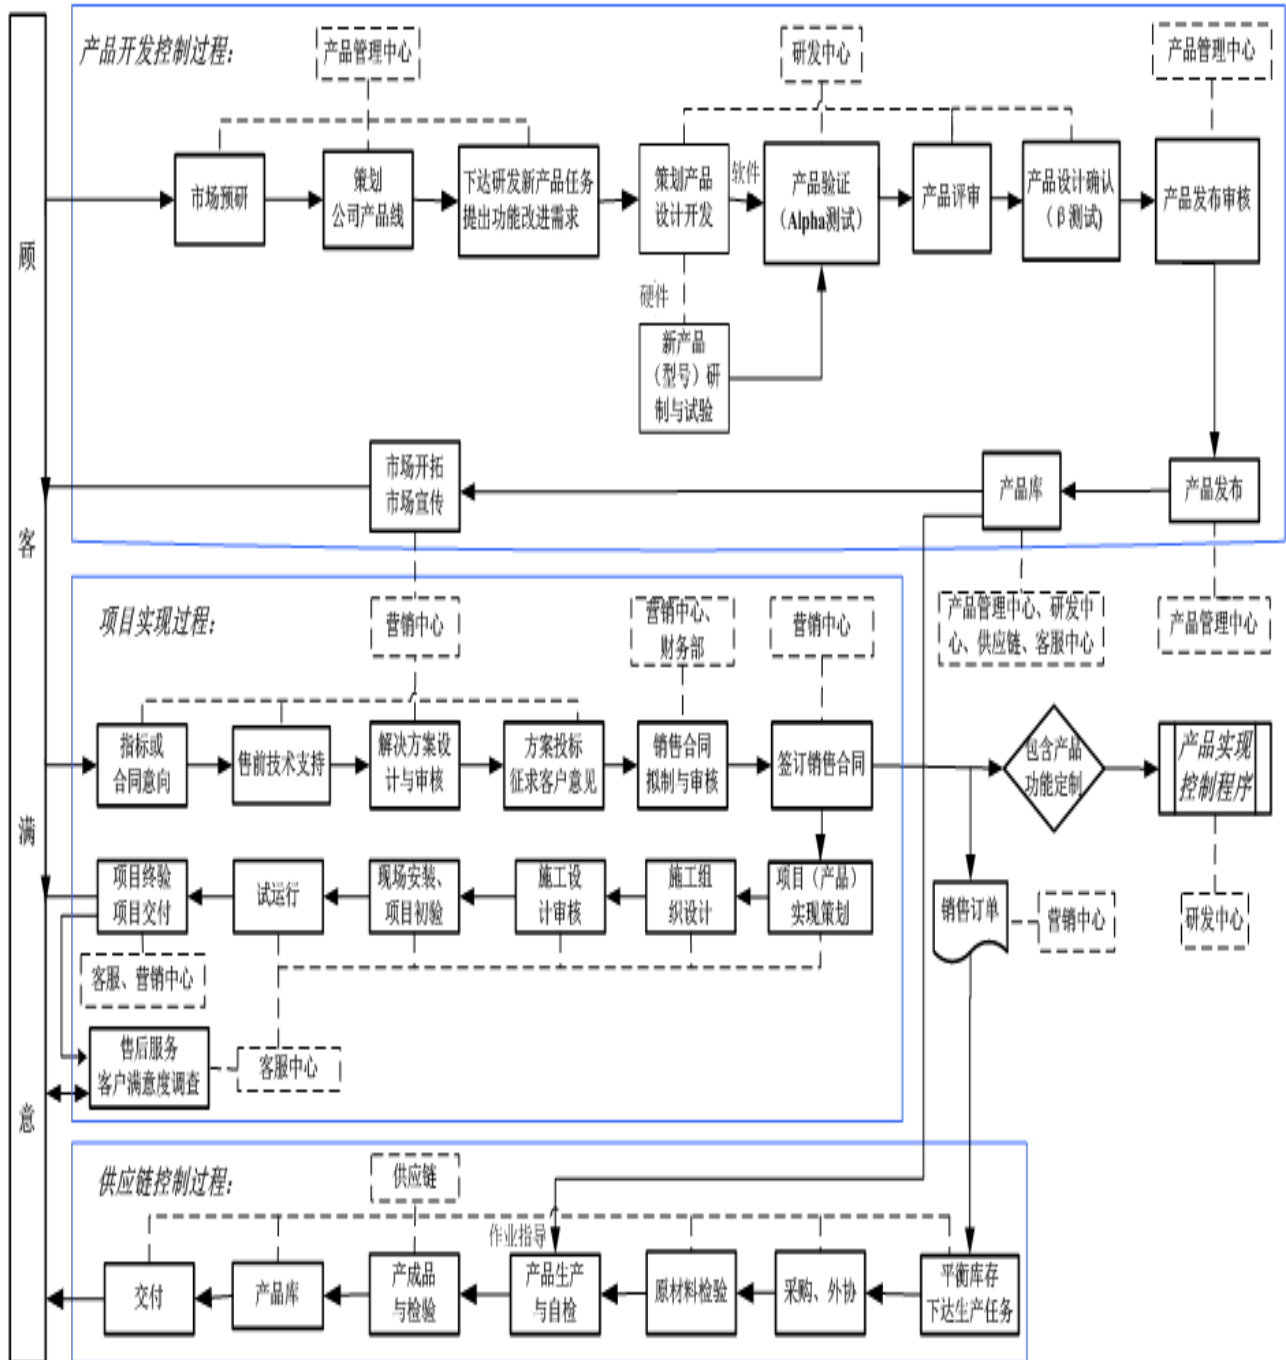 顾
客
满
意
产品开发控制过程:
产品管理中心
研发中心
产品管理中心
市场预研
策划
公司产品线
下达研发新产品任务
提出功能改进需求
策划产品
设计开发
软件
产品验证
（Alpha测试）
产品评审
产品设计确认
（β测试)
产品发布审核
硬件
新产品
（型号）研
制与试验
市场开拓
市场宣传
产品库
产品发布
项目实现过程:
营销中心
营销中心、
财务部
营销中心
产品管理中心、研发中
心、供应链、客服中心
产品管理中心
指标或
合同意向
售前技术支持
解决方案设
计与审核
方案投标
征求客户意见
销售合同
拟制与审核
签订销售合同
包含产品
功能定制
产品实现
控制程序
项目终验
项目交付
试运行
现场安装、
项目初验
施工设
计审核
施工组
织设计
项目（产品）
实现策划
销售订单
营销中心
研发中心
客服、营销中心
售后服务
客户满意度调查
客服中心
供应链控制过程:
供应链
作业指导
交付
产品库
产成品
与检验
产品生产
与自检
原材料检验
采购、外协
平衡库存
下达生产任务